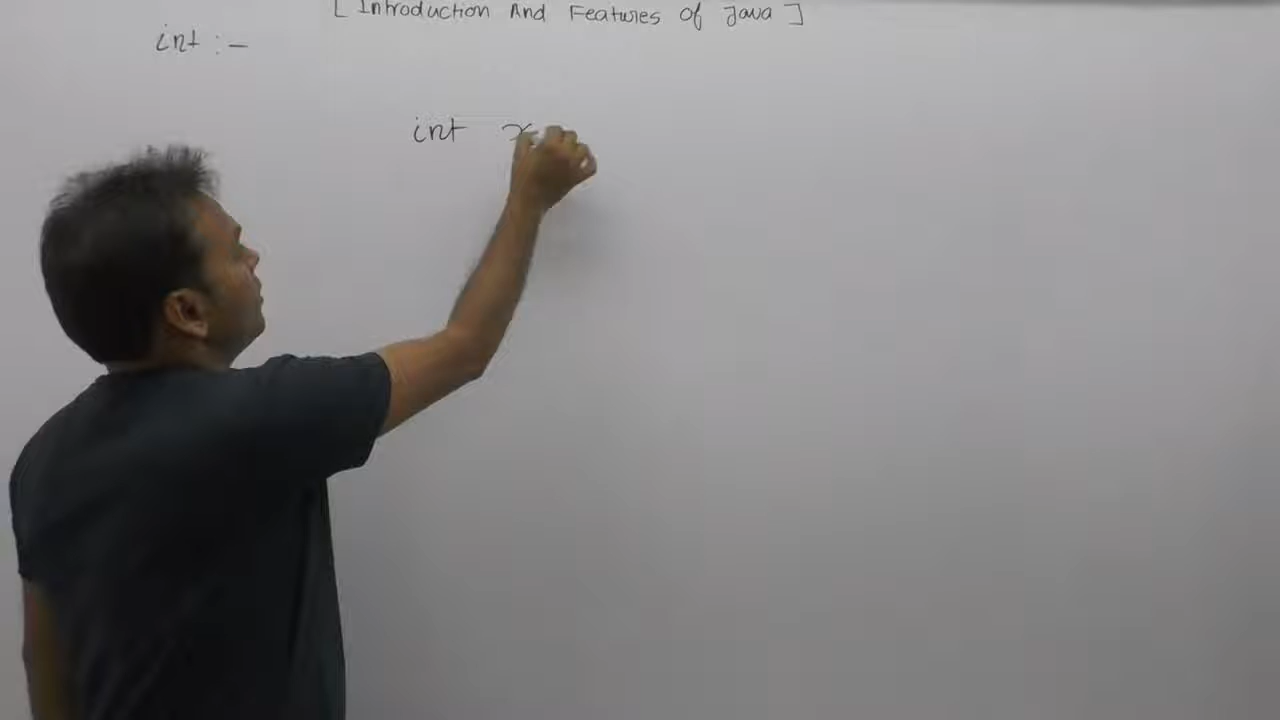 [ Introduction And Features Of Java ]
int :-
int x